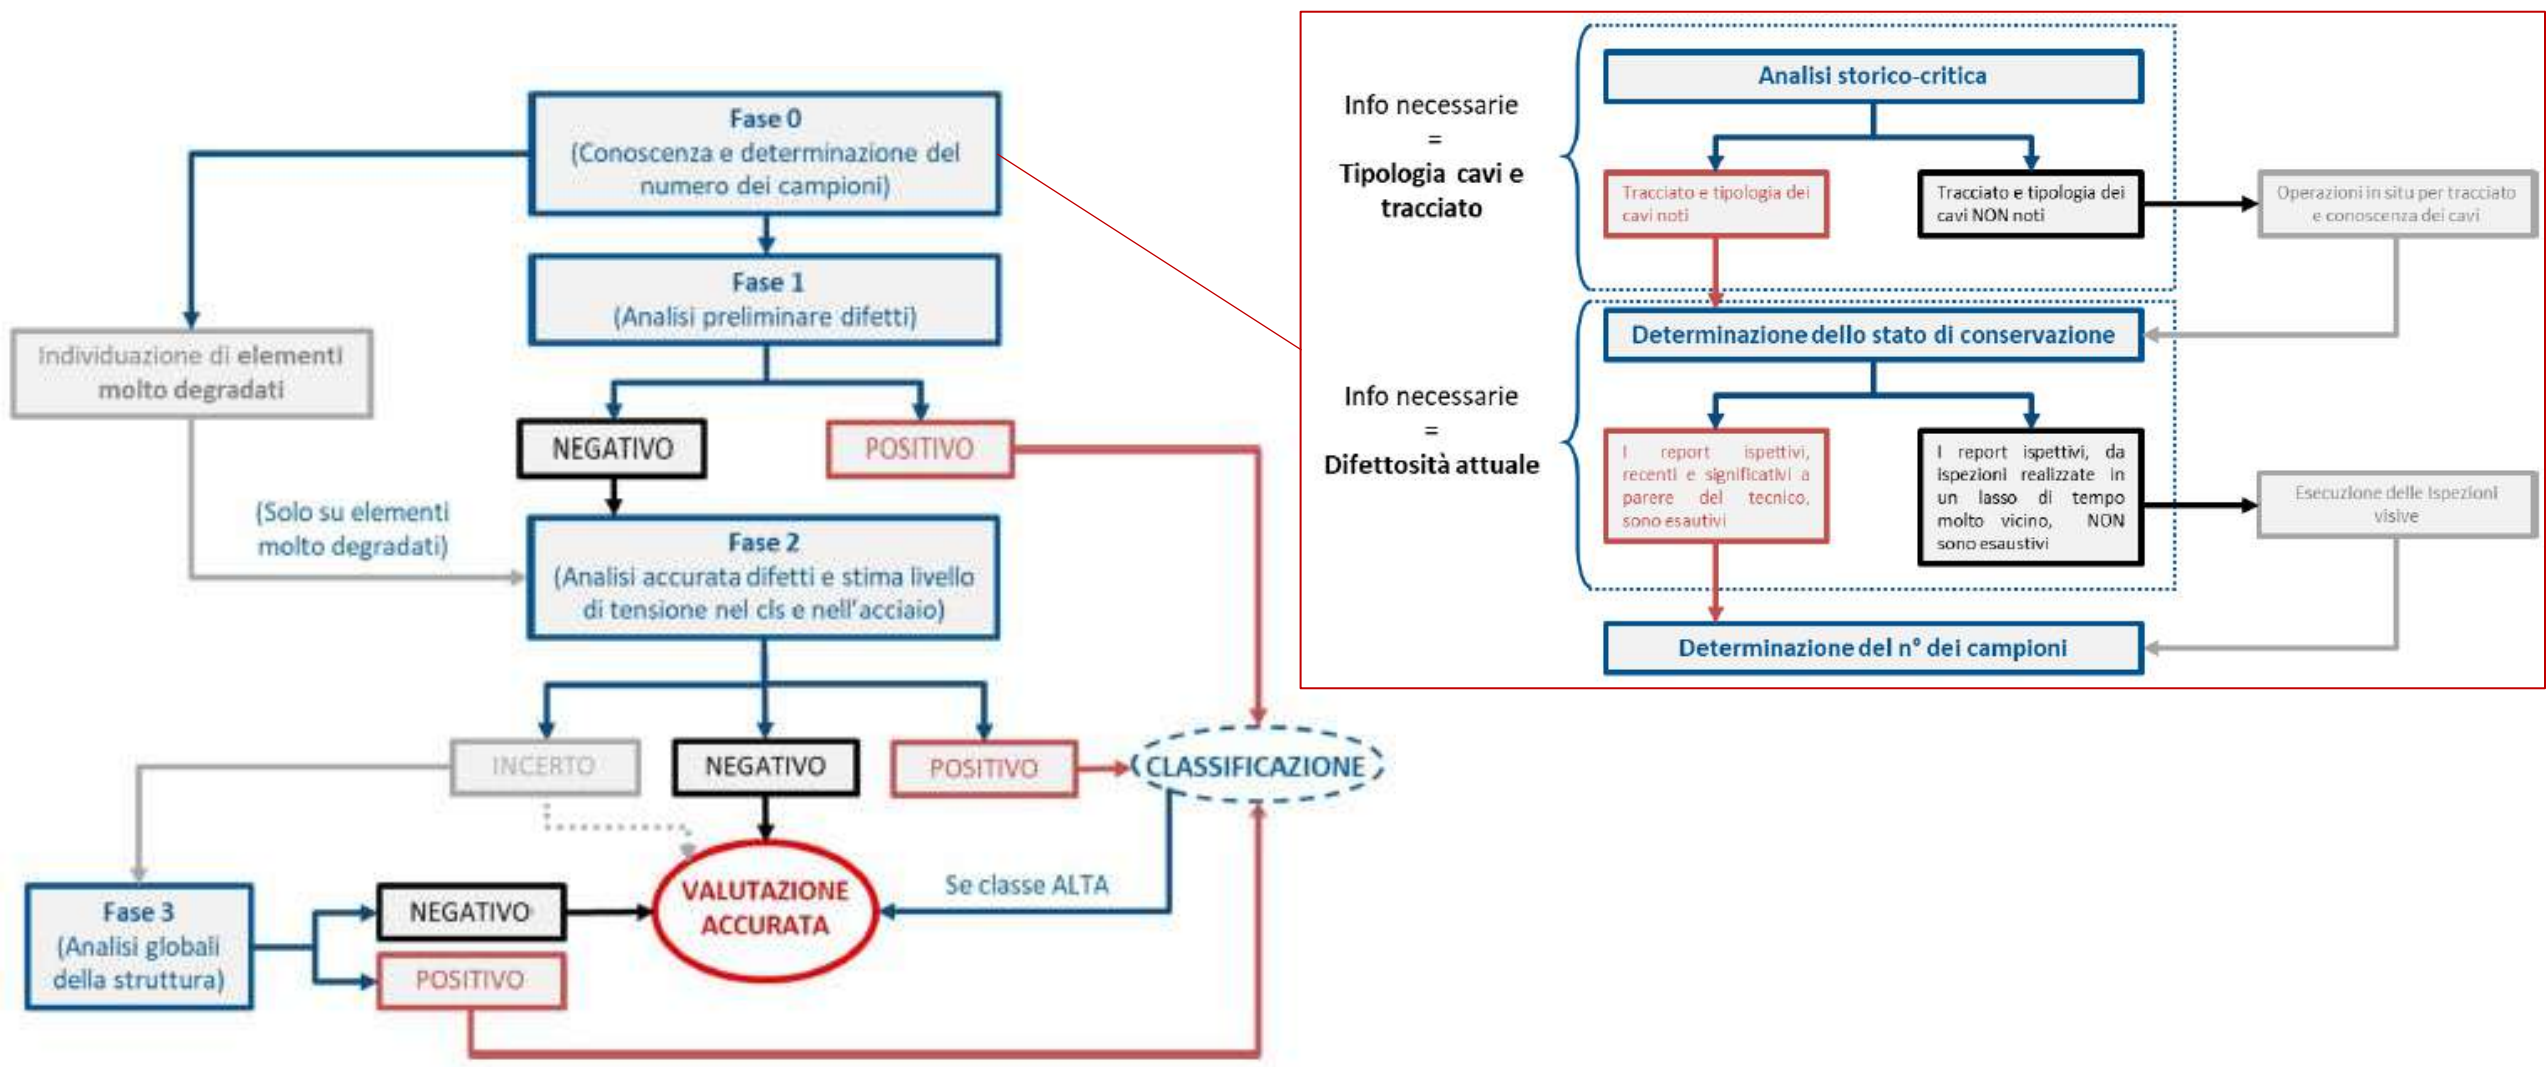 Fase 0
(Conoscenza e determinazione del
numero dei campioni)
Fase 1
(Analisi preliminare difetti)
Individuazione di elementi
molto degradati
NEGATIVO
POSITIVO
(Solo su elementi
molto degradati)
Fase 2
(Analisi accurata difetti e stima livello
di tensione nel cls e nell'acciaio)
INCERTO
NEGATIVO
POSITIVO
CLASSIFICAZIONE
Se classe ALTA
VALUTAZIONE
ACCURATA
Fase 3
(Analisi globali
della struttura)
NEGATIVO
POSITIVO
Info necessarie
=
Tipologia cavi e
tracciato
Analisi storico-critica
Tracciato e tipologia dei
cavi noti
Tracciato e tipologia dei
cavi NON noti
Operazioni in situ per tracciato
e conoscenza dei cavi
Info necessarie
=
Difettosità attuale
Determinazione dello stato di conservazione
I report ispettivi,
recenti e significativi a
parere del tecnico,
sono esautivi
I report ispettivi, da
ispezioni realizzate in
un lasso di tempo
molto vicino, NON
sono esaustivi
Esecuzione delle Ispezioni
visive
Determinazione del n° dei campioni